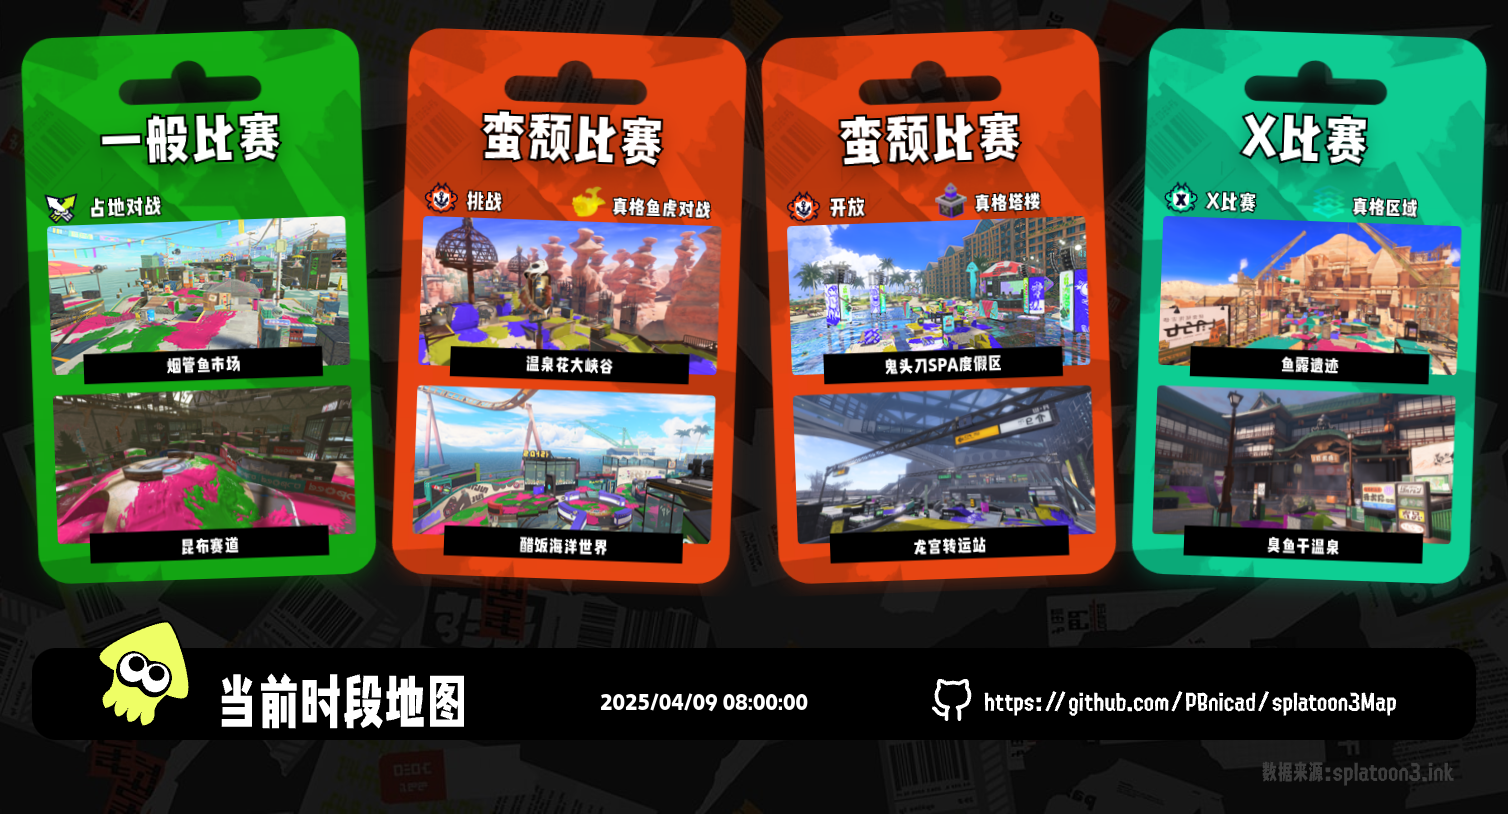 一般比赛
占地对战
烟管鱼市场
昆布赛道
蛮颓比赛
挑战
真格鱼虎对战
温泉花大峡谷
醋饭海洋世界
蛮颓比赛
开放
真格塔楼
鬼头刀SPA度假区
龙宫转运站
X比赛
X比赛
真格区域
鱼露遗迹
臭鱼干温泉
当前时段地图
2025/04/09 08:00:00
https://github.com/PBnicad/splatoon3Map
数据来源:splatoon3.ink